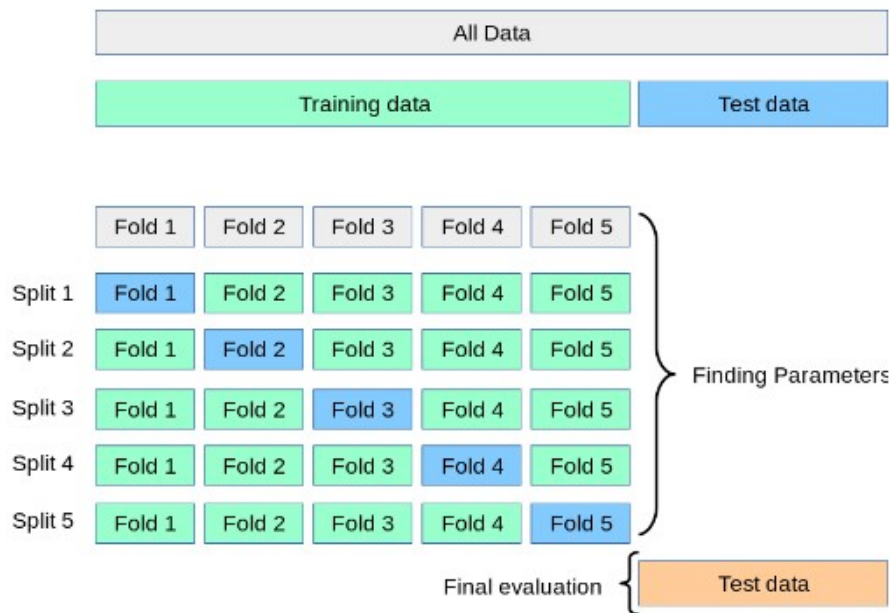 All Data
Training data Test data
Fold 1 Fold 2 Fold 3 Fold 4 Fold 5
Split 1 Fold 1 Fold 2 Fold 3 Fold 4 Fold 5
Split 2 Fold 1 Fold 2 Fold 3 Fold 4 Fold 5
Split 3 Fold 1 Fold 2 Fold 3 Fold 4 Fold 5
Split 4 Fold 1 Fold 2 Fold 3 Fold 4 Fold 5
Split 5 Fold 1 Fold 2 Fold 3 Fold 4 Fold 5
Finding Parameters
Final evaluation Test data